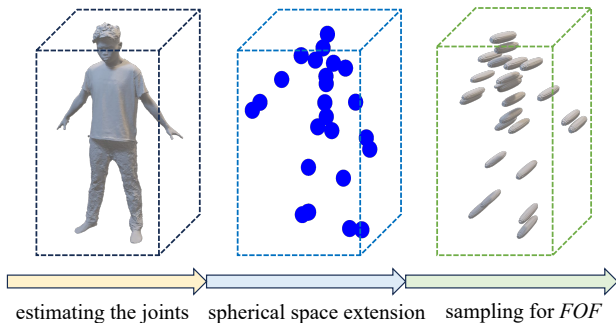 estimating the joints
spherical space extension
sampling for FOF